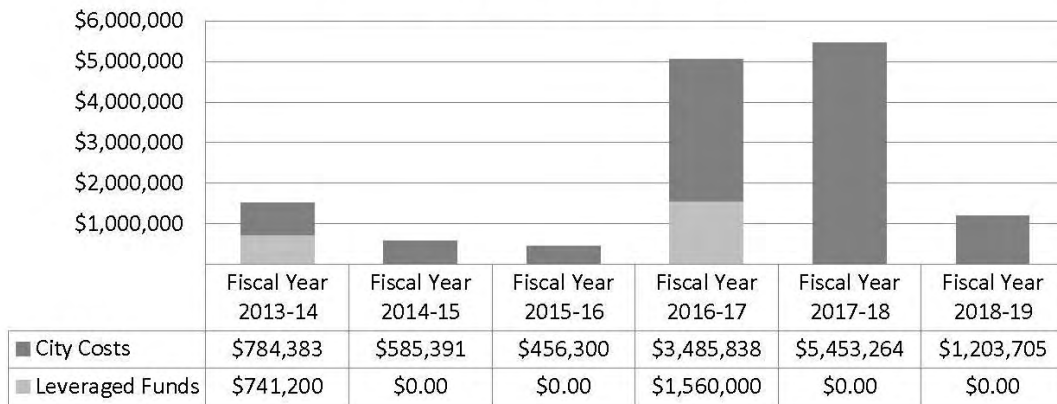 $6,000,000
$5,000,000
$4,000,000
$3,000,000
$2,000,000
$1,000,000
Fiscal Year 2013-14 Fiscal Year 2014-15 Fiscal Year 2015-16 Fiscal Year 2016-17 Fiscal Year 2017-18 Fiscal Year 2018-19
City Costs $784,383 $585,391 $456,300 $3,485,838 $5,453,264 $1,203,705
Leveraged Funds $741,200 $0.00 $0.00 $1,560,000 $0.00 $0.00